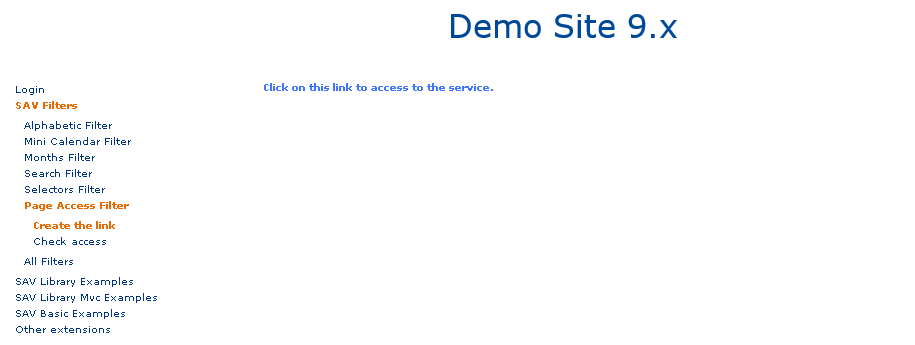 Demo Site 9.x
Click on this link to access to the service.
Login
SAV Filters
Alphabetic Filter
Mini Calendar Filter
Months Filter
Search Filter
Selectors Filter
Page Access Filter
Create the link
Check access
All Filters
SAV Library Examples
SAV Library Mvc Examples
SAV Basic Examples
Other extensions